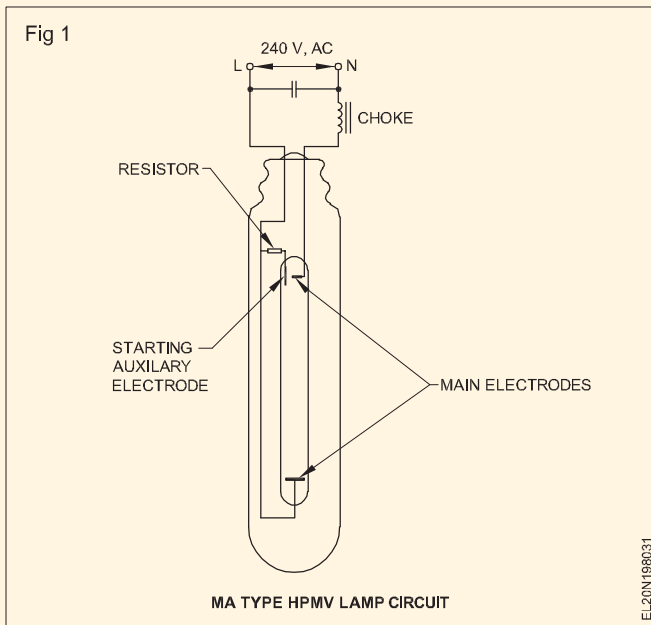 Fig 1
240 V, AC
L
N
CHOKE
RESISTOR
STARTING
AUXILARY
ELECTRODE
MAIN ELECTRODES
MA TYPE HPMV LAMP CIRCUIT
EL20N198031